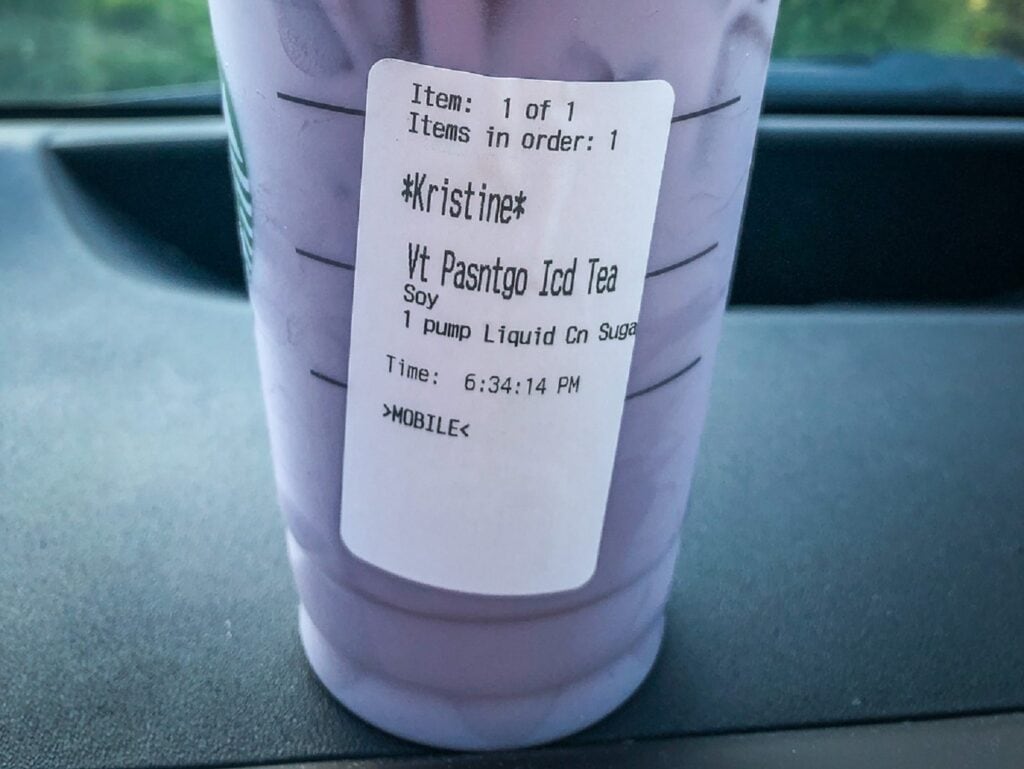 Item: 1 of 1
Items in order: 1
*Kristine*
Vt Pasntgo Icd Tea
Soy
1 pump Liquid Cn Suga
Time: 6:34:14 PM
>MOBILE<